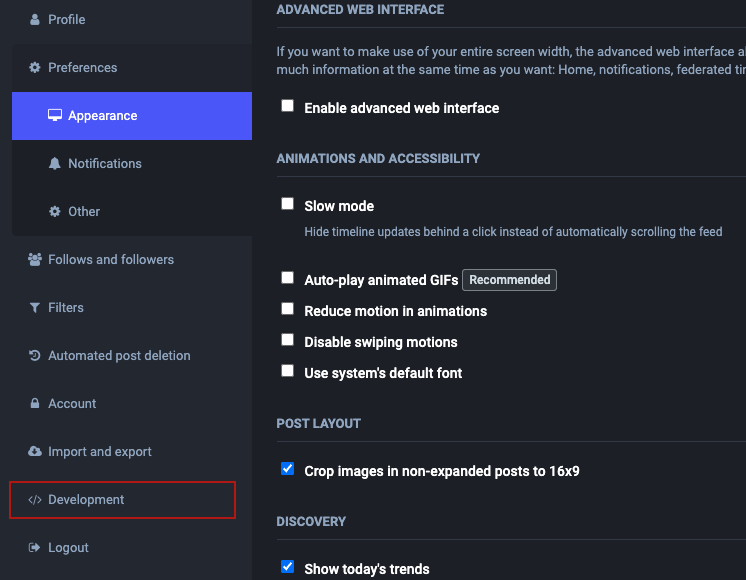 Profile
Preferences
Appearance
Notifications
Other
Follows and followers
Filters
Automated post deletion
Account
Import and export
Development
Logout
ADVANCED WEB INTERFACE
If you want to make use of your entire screen width, the advanced web interface
much information at the same time as you want: Home, notifications, federated
Enable advanced web interface
ANIMATIONS AND ACCESSIBILITY
Slow mode
Hide timeline updates behind a click instead of automatically scrolling the feed
Auto-play animated GIFs Recommended
Reduce motion in animations
Disable swiping motions
Use system's default font
POST LAYOUT
Crop images in non-expanded posts to 16x9
DISCOVERY
Show today's trends